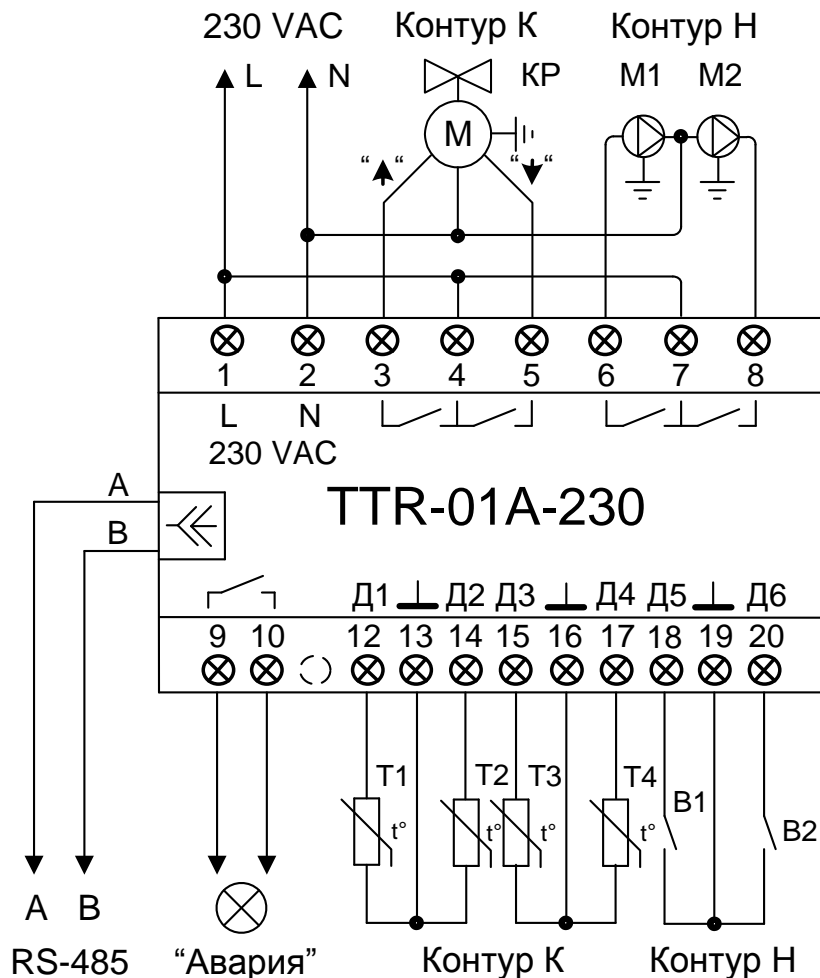 230 VAC Контур К Контур Н
L N КР М1 М2
М
“ “ “ “
1 2 3 4 5 6 7 8
L N
230 VAC
A
B
TTR-01A-230
Д1 Д2 Д3 Д4 Д5 Д6
9 10 12 13 14 15 16 17 18 19 20
T1 T2 T3 T4
t° t° t° t°
B1 B2
A B
RS-485 “Авария” Контур К Контур Н